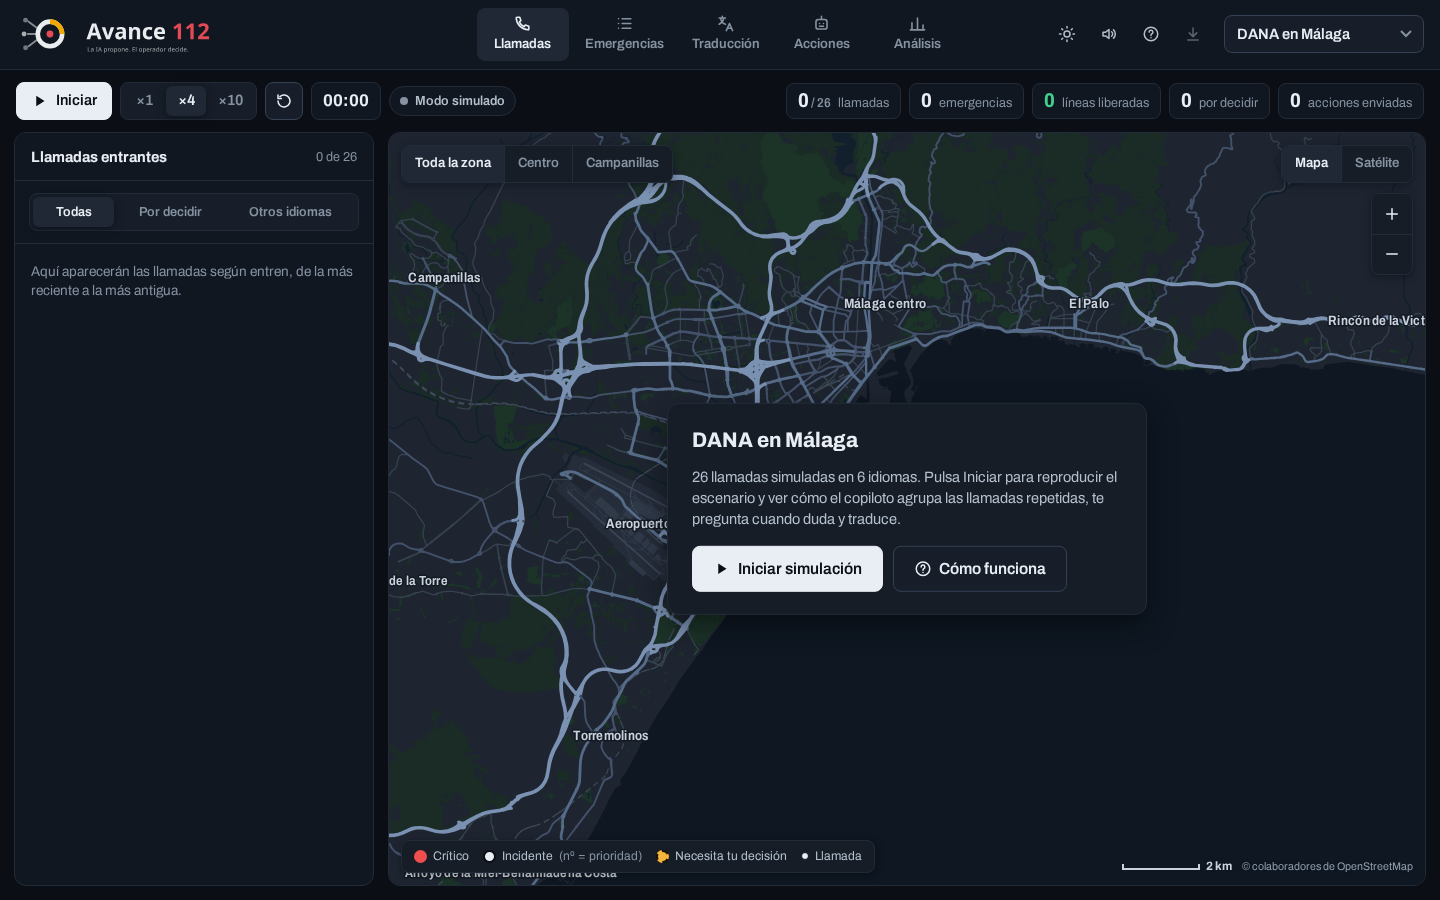 Avance 112
La IA propone. El operador decide.
Llamadas
Emergencias
Traducción
Acciones
Análisis
DANA en Málaga
Iniciar
×1
×4
×10
00:00
Modo simulado
0 / 26 llamadas
0 emergencias
0 líneas liberadas
0 por decidir
0 acciones enviadas
Llamadas entrantes
0 de 26
Todas
Por decidir
Otros idiomas
Aquí aparecerán las llamadas según entren, de la más
reciente a la más antigua.
Toda la zona
Centro
Campanillas
Mapa
Satélite
+
−
Campanillas
Málaga centro
El Palo
Rincón de la Vict
DANA en Málaga
26 llamadas simuladas en 6 idiomas. Pulsa Iniciar para reproducir el
escenario y ver cómo el copiloto agrupa las llamadas repetidas, te
pregunta cuando duda y traduce.
Iniciar simulación
Cómo funciona
Aeropuerto
de la Torre
Torremolinos
Crítico
Incidente (nº = prioridad)
Necesita tu decisión
Llamada
Arroyo de la Miel-Benalmádena Costa
2 km
© colaboradores de OpenStreetMap